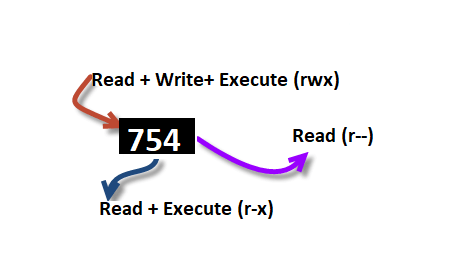 Read + Write+ Execute (rwx)
754
Read (r--)
Read + Execute (r-x)